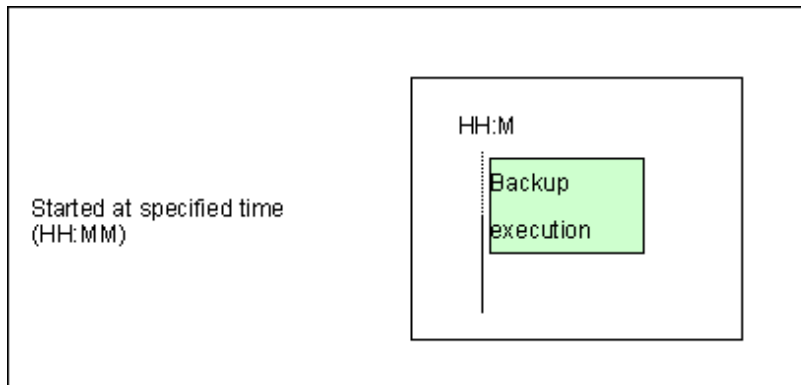 Started at specified time
(HH:MM)
HH:M
Backup
execution